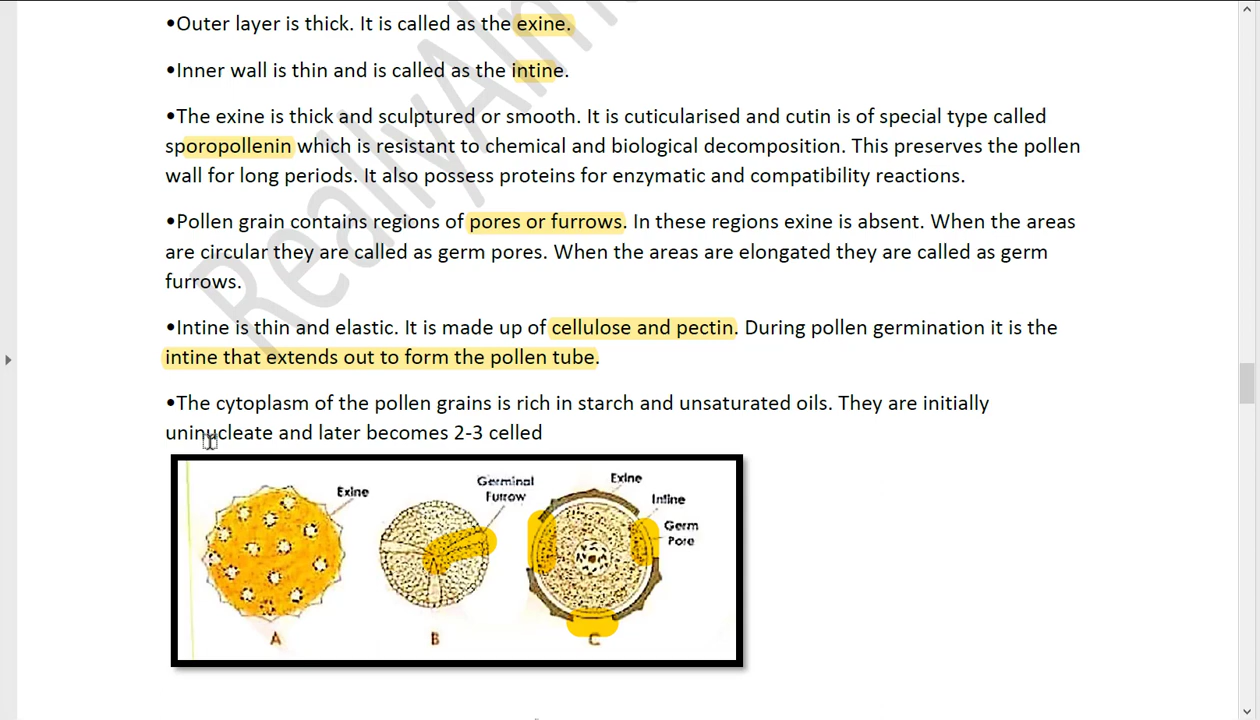 •Outer layer is thick. It is called as the exine.
•Inner wall is thin and is called as the intine.
•The exine is thick and sculptured or smooth. It is cuticularised and cutin is of special type called
sporopollenin which is resistant to chemical and biological decomposition. This preserves the pollen
wall for long periods. It also possess proteins for enzymatic and compatibility reactions.
•Pollen grain contains regions of pores or furrows. In these regions exine is absent. When the areas
are circular they are called as germ pores. When the areas are elongated they are called as germ
furrows.
•Intine is thin and elastic. It is made up of cellulose and pectin. During pollen germination it is the
intine that extends out to form the pollen tube.
•The cytoplasm of the pollen grains is rich in starch and unsaturated oils. They are initially
uninucleate and later becomes 2-3 celled
Exine
Germinal
Furrow
Exine
Intine
Germ
Pore
A
B
C